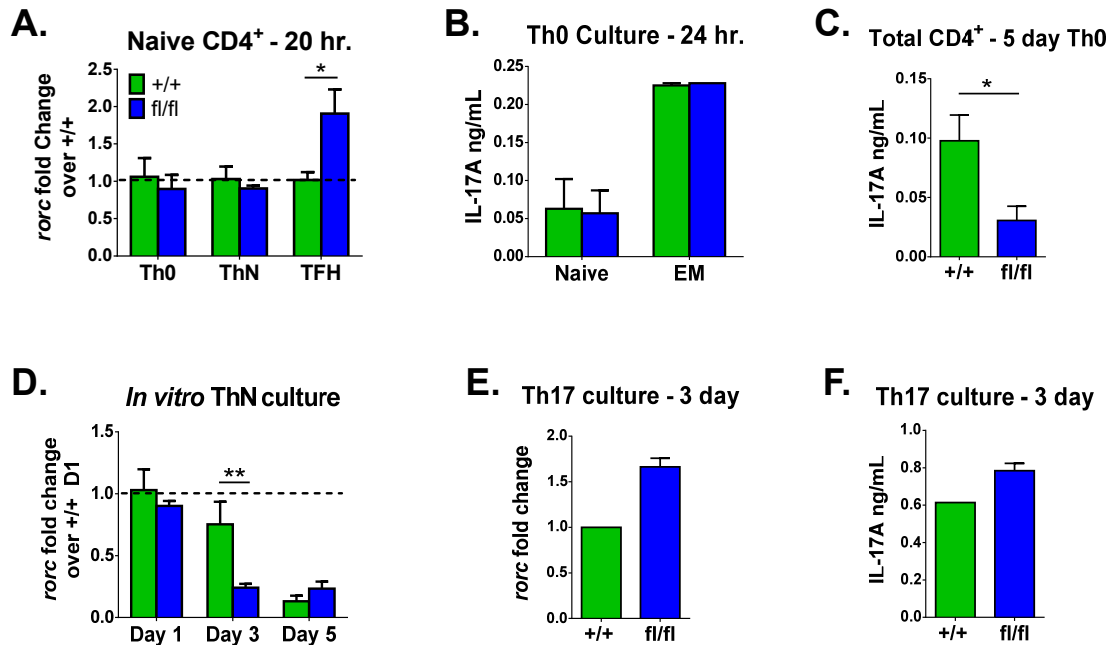 A.
Naive CD4⁺ - 20 hr.
rorc fold Change
over +/+
2.5
2.0
1.5
1.0
0.5
0.0
+/+
fl/fl
*
Th0 ThN TFH
B.
Th0 Culture - 24 hr.
IL-17A ng/mL
0.25
0.20
0.15
0.10
0.05
0.00
Naive EM
C.
Total CD4⁺ - 5 day Th0
IL-17A ng/mL
0.15
0.10
0.05
0.00
*
+/+ fl/fl
D.
In vitro ThN culture
rorc fold change
over +/+ D1
1.5
1.0
0.5
0.0
**
Day 1 Day 3 Day 5
E.
Th17 culture - 3 day
rorc fold change
2.0
1.5
1.0
0.5
0.0
+/+ fl/fl
F.
Th17 culture - 3 day
IL-17A ng/mL
1.0
0.8
0.6
0.4
0.2
0.0
+/+ fl/fl